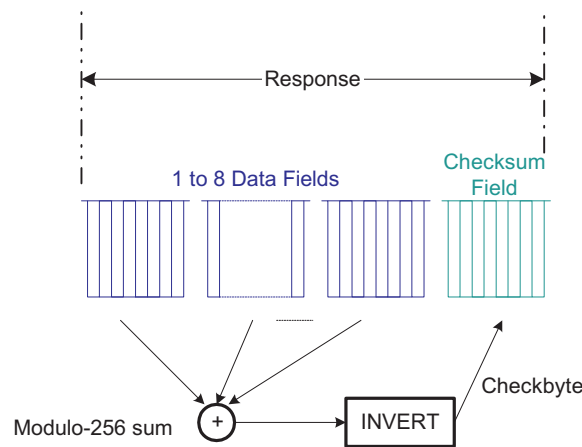 Response
1 to 8 Data Fields
Checksum
Field
Checkbyte
Modulo-256 sum
+
INVERT